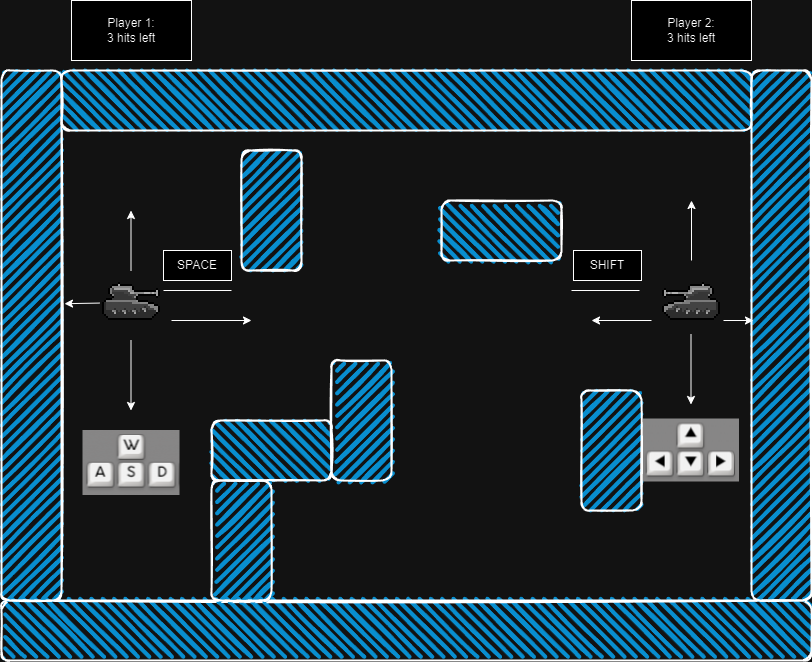 Player 1:
3 hits left
Player 2:
3 hits left
SPACE
SHIFT
W
A S D